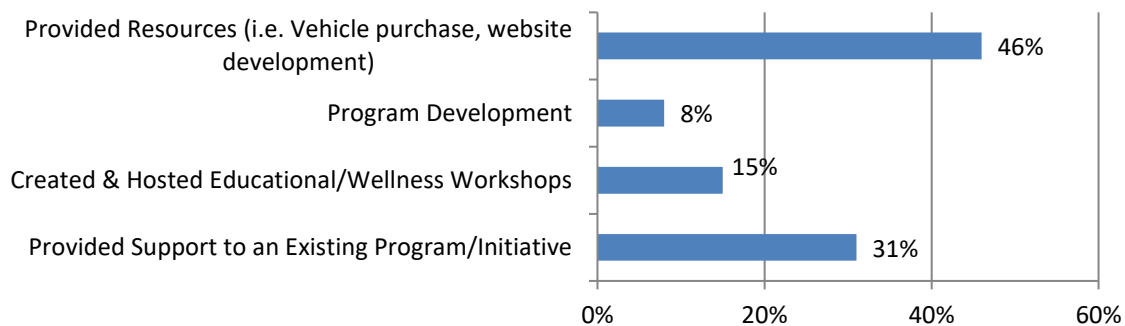 Provided Resources (i.e. Vehicle purchase, website
development)
46%
Program Development
8%
Created & Hosted Educational/Wellness Workshops
15%
Provided Support to an Existing Program/Initiative
31%
0%
20%
40%
60%